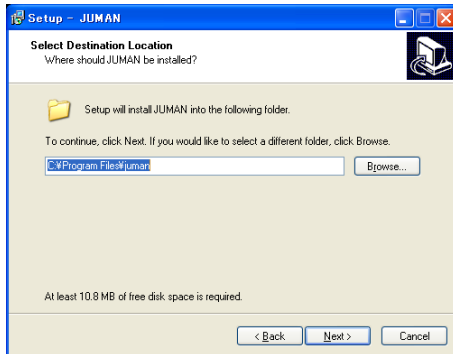 Setup - JUMAN
Select Destination Location
Where should JUMAN be installed?
Setup will install JUMAN into the following folder.
To continue, click Next. If you would like to select a different folder, click Browse.
C:¥Program Files¥juman
Browse...
At least 10.8 MB of free disk space is required.
< Back
Next >
Cancel